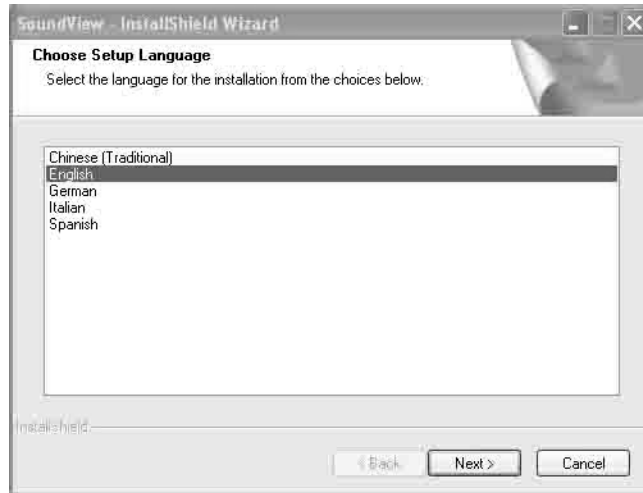 SoundView - InstallShield Wizard
Choose Setup Language
Select the language for the installation from the choices below.
Chinese (Traditional)
English
German
Italian
Spanish
InstallShield
< Back
Next >
Cancel